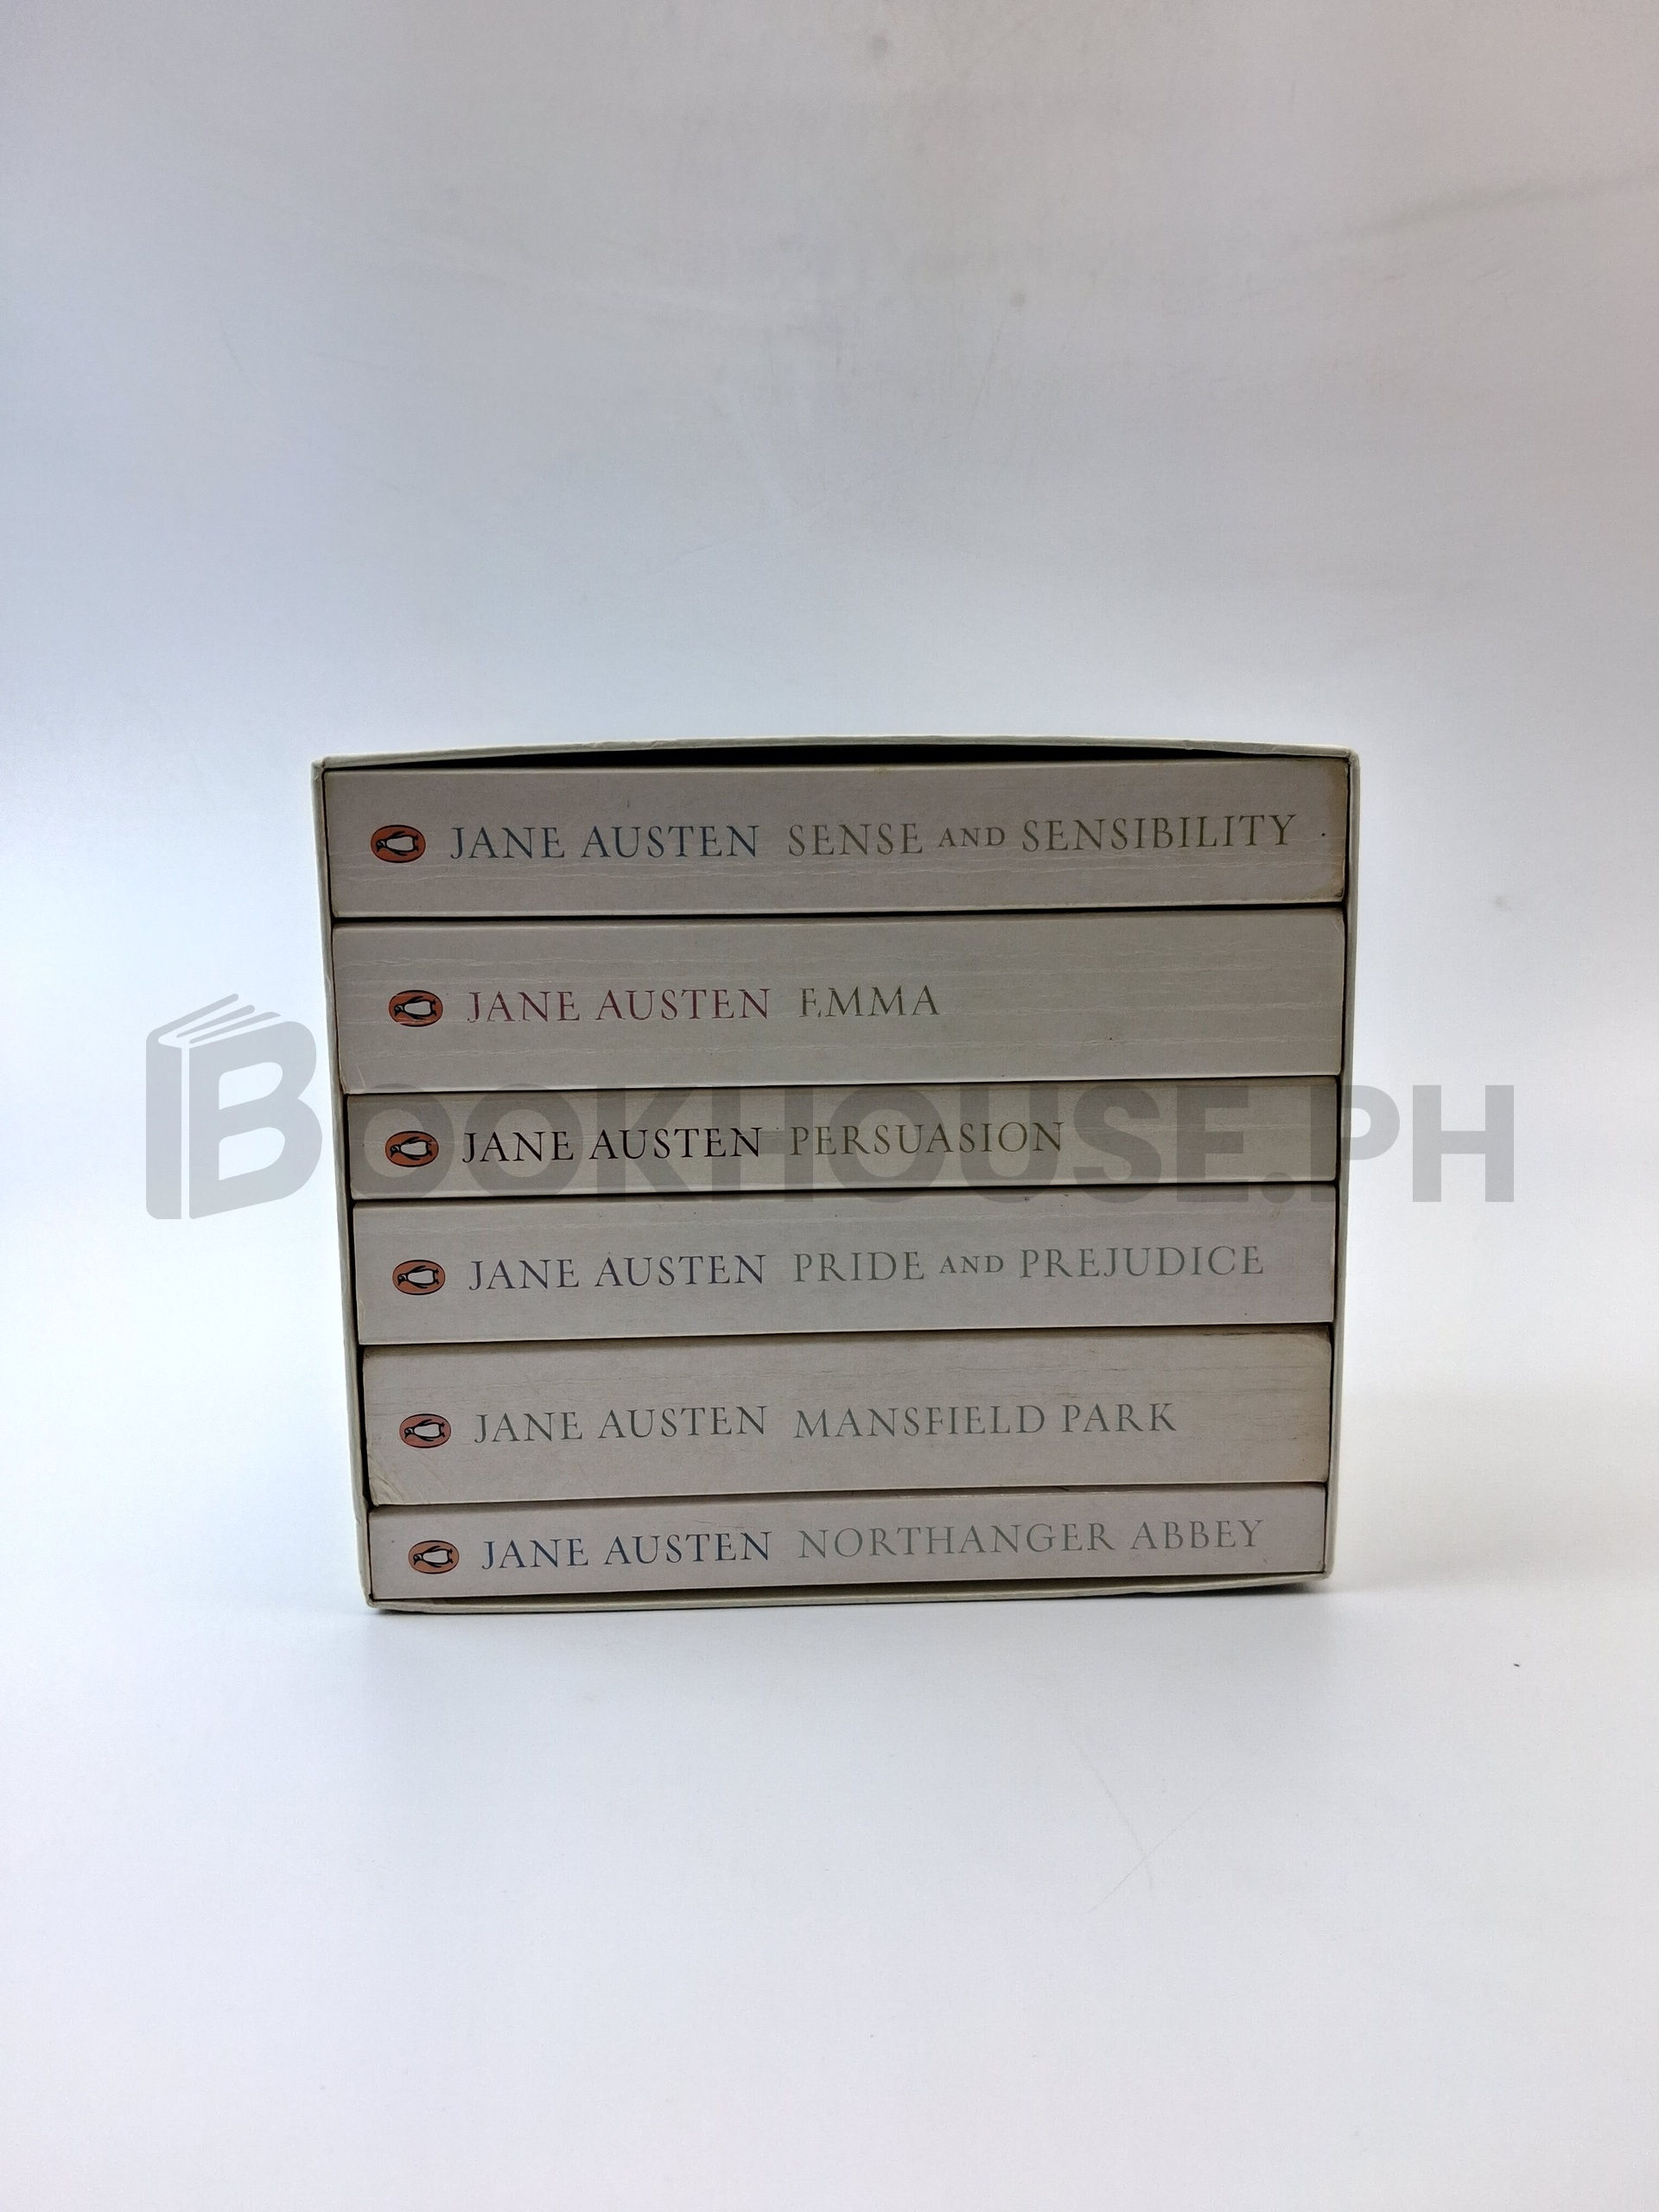 JANE AUSTEN SENSE AND SENSIBILITY
JANE AUSTEN EMMA
JANE AUSTEN PERSUASION
BOOKHOUSE.PH
JANE AUSTEN PRIDE AND PREJUDICE
JANE AUSTEN MANSFIELD PARK
JANE AUSTEN NORTHANGER ABBEY